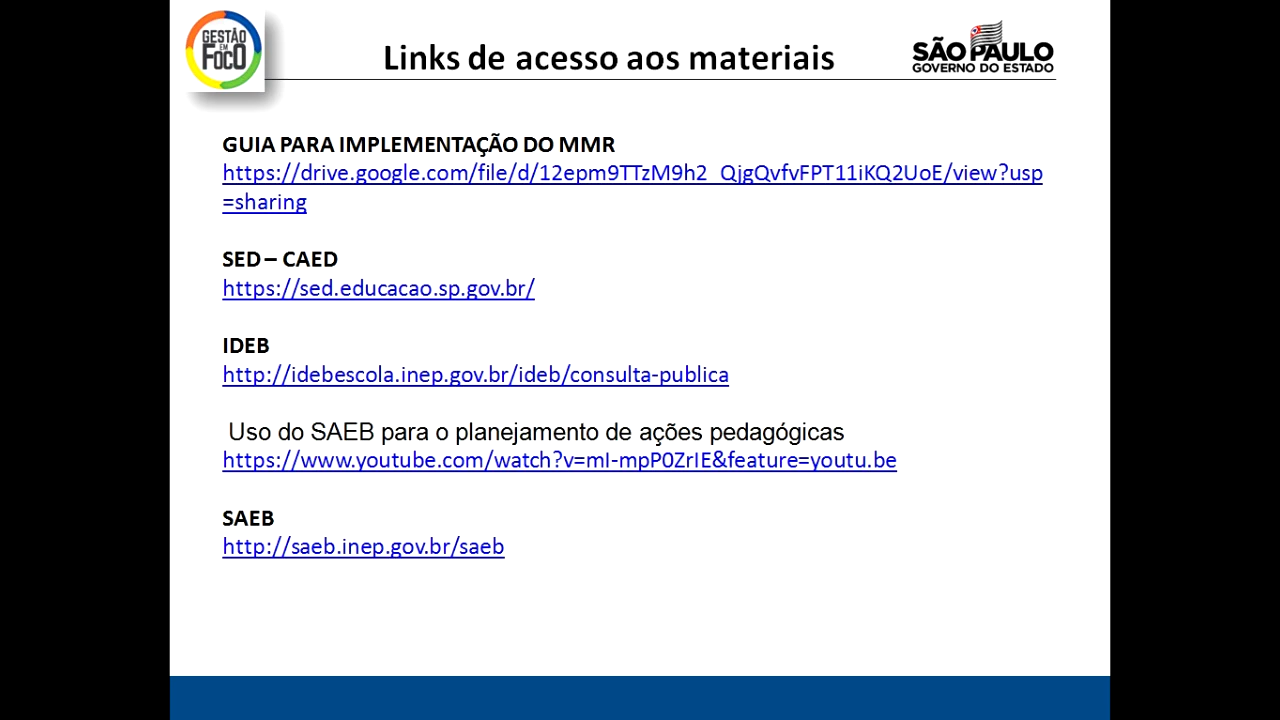 GESTÃO
EM
FOCO
Links de acesso aos materiais
SÃO PAULO
GOVERNO DO ESTADO
GUIA PARA IMPLEMENTAÇÃO DO MMR
https://drive.google.com/file/d/12epm9TTzM9h2_QjgQvfvFPT11iKQ2UoE/view?usp
=sharing
SED – CAED
https://sed.educacao.sp.gov.br/
IDEB
http://idebescola.inep.gov.br/ideb/consulta-publica
Uso do SAEB para o planejamento de ações pedagógicas
https://www.youtube.com/watch?v=mI-mpP0ZrIE&feature=youtu.be
SAEB
http://saeb.inep.gov.br/saeb